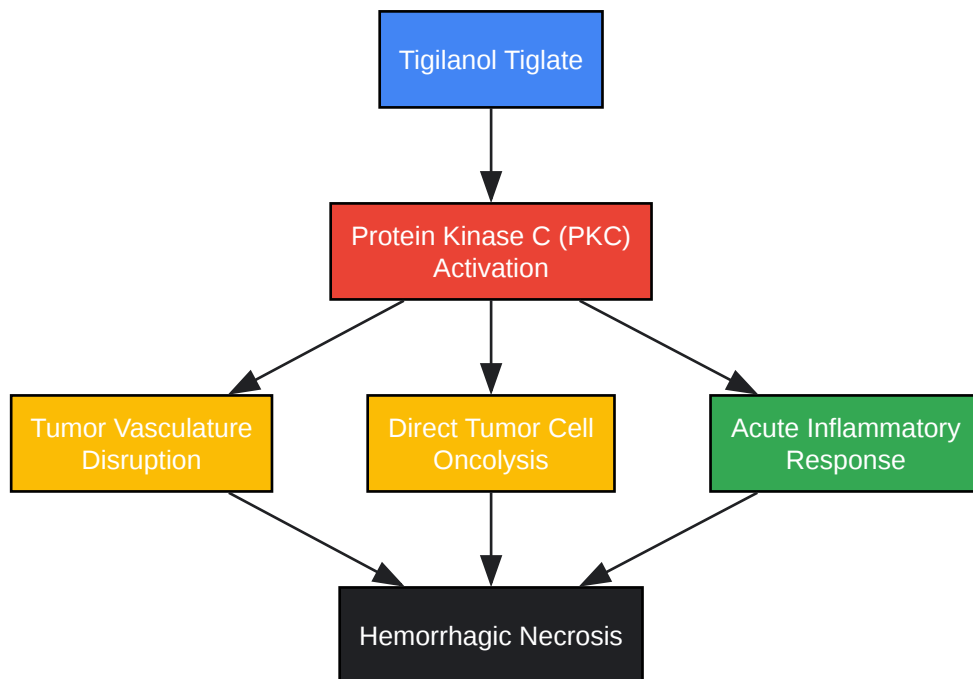 Tigilanol Tiglate
Protein Kinase C (PKC)
Activation
Tumor Vasculature
Disruption
Direct Tumor Cell
Oncolysis
Acute Inflammatory
Response
Hemorrhagic Necrosis